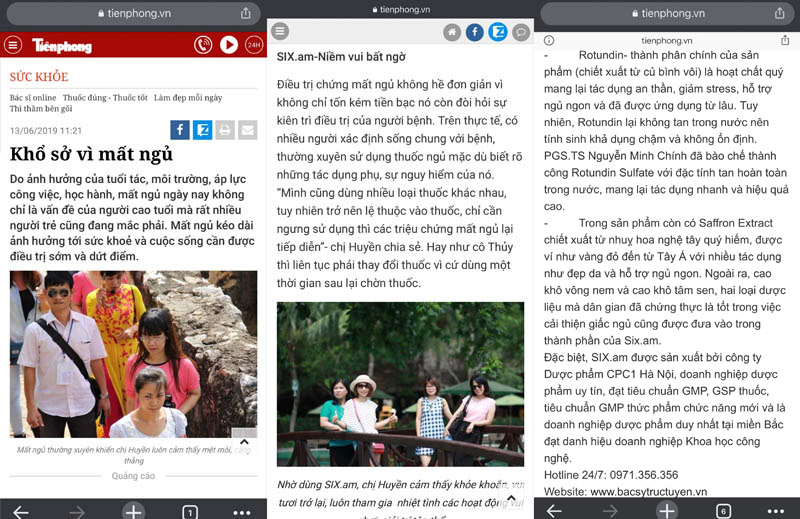 tienphong.vn
Tiềnphong
24H
SỨC KHỎE
Bác sĩ online Thuốc đúng - Thuốc tốt Làm đẹp mỗi ngày
Thì thầm bên gối
13/06/2019 11:21
Khổ sở vì mất ngủ
Do ảnh hưởng của tuổi tác, môi trường, áp lực
công việc, học hành, mất ngủ ngày nay không
chỉ là vấn đề của người cao tuổi mà rất nhiều
người trẻ cũng đang mắc phải. Mất ngủ kéo dài
ảnh hưởng tới sức khoẻ và cuộc sống cần được
điều trị sớm và dứt điểm.
Mất ngủ thường xuyên khiến chị Huyền luôn cảm thấy mệt mỏi, căng
thẳng
Quảng cáo
1
tienphong.vn
SIX.am-Niềm vui bất ngờ
Điều trị chứng mất ngủ không hề đơn giản vì
không chỉ tốn kém tiền bạc nó còn đòi hỏi sự
kiên trì điều trị của người bệnh. Trên thực tế, có
nhiều người xác định sống chung với bệnh,
thường xuyên sử dụng thuốc ngủ mặc dù biết rõ
những tác dụng phụ, sự nguy hiểm của nó.
"Mình cũng dùng nhiều loại thuốc khác nhau,
tuy nhiên trở nên lệ thuộc vào thuốc, chỉ cần
ngưng sử dụng thì các triệu chứng mất ngủ lại
tiếp diễn"- chị Huyền chia sẻ. Hay như cô Thủy
thì liên tục phải thay đổi thuốc vì cứ dùng một
thời gian sau lại chờn thuốc.
Nhờ dùng SIX.am, chị Huyền cảm thấy khỏe khoắn, vui
tươi trở lại, luôn tham gia nhiệt tình các hoạt động vui
tienphong.vn
tienphong.vn
- Rotundin- thành phân chính của sản
phẩm (chiết xuất từ củ bình vôi) là hoạt chất quý
mang lại tác dụng an thần, giảm stress, hỗ trợ
ngủ ngon và đã được ứng dụng từ lâu. Tuy
nhiên, Rotundin lại không tan trong nước nên
tính sinh khả dụng chậm và không ổn định.
PGS.TS Nguyễn Minh Chính đã bào chế thành
công Rotundin Sulfate với đặc tính tan hoàn toàn
trong nước, mang lại tác dụng nhanh và hiệu quả
cao.
- Trong sản phẩm còn có Saffron Extract
chiết xuất từ nhuỵ hoa nghệ tây quý hiếm, được
ví như vàng đỏ đến từ Tây Á với nhiều tác dụng
như đẹp da và hỗ trợ ngủ ngon. Ngoài ra, cao
khô vông nem và cao khô tâm sen, hai loại dược
liệu mà dân gian đã chứng thực là tốt trong việc
cải thiện giấc ngủ cũng được đưa vào trong
thành phần của Six.am.
Đặc biệt, SIX.am được sản xuất bởi công ty
Dược phẩm CPC1 Hà Nội, doanh nghiệp dược
phẩm uy tín, đạt tiêu chuẩn GMP, GSP thuốc,
tiêu chuẩn GMP thức phẩm chức năng mới và là
doanh nghiệp dược phẩm duy nhất tại miền Bắc
đạt danh hiệu doanh nghiệp Khoa học công
nghệ.
Hotline 24/7: 0971.356.356
Website: www.bacsytructuyen.vn
6